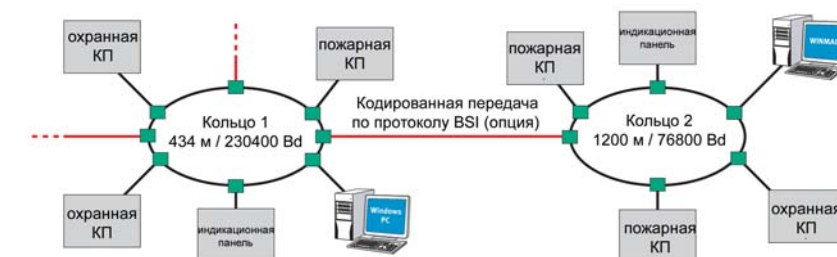 охранная
КП
пожарная
КП
пожарная
КП
индикационная
панель
WINMA
Кодированная передача
по протоколу BSI (опция)
Кольцо 1
434 м / 230400 Bd
Кольцо 2
1200 м / 76800 Bd
охранная
КП
индикационная
панель
Windows
PC
пожарная
КП
охранная
КП